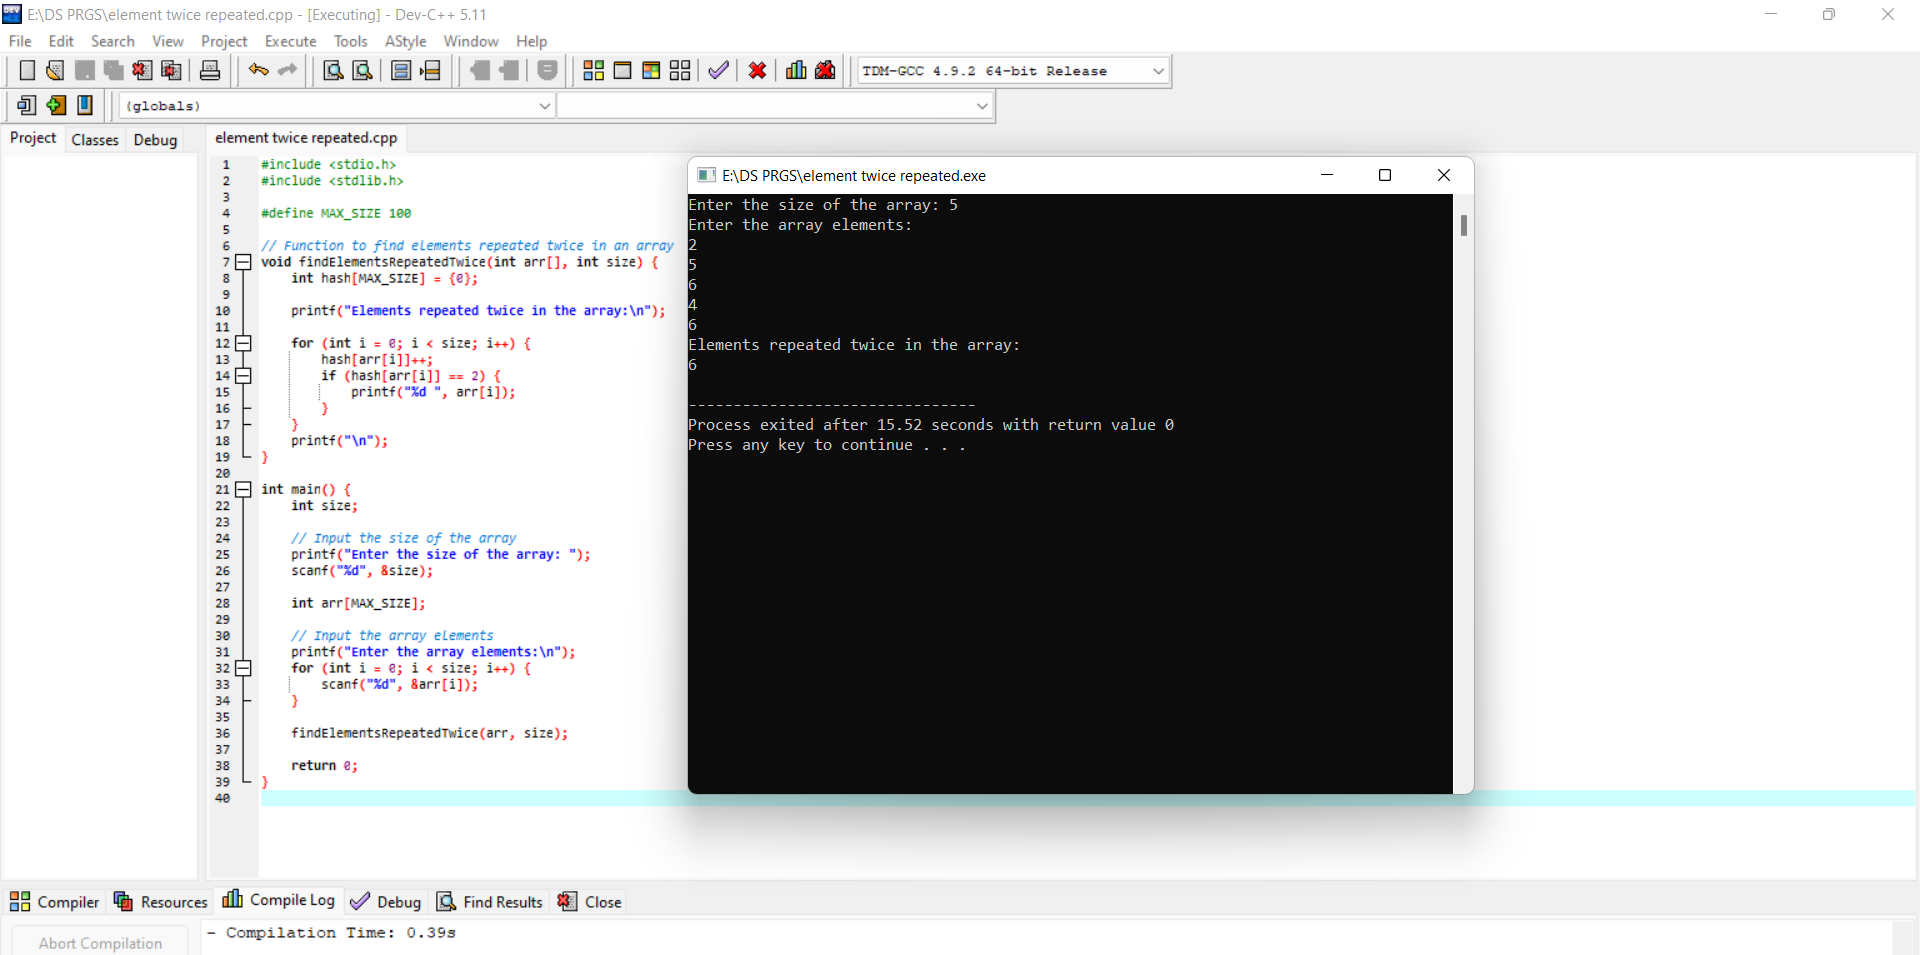 E:\DS PRGS\element twice repeated.cpp - [Executing] - Dev-C++ 5.11
File Edit Search View Project Execute Tools AStyle Window Help
TDM-GCC 4.9.2 64-bit Release
(globals)
Project Classes Debug
element twice repeated.cpp
1 #include <stdio.h>
2 #include <stdlib.h>
3
4 #define MAX_SIZE 100
5
6 // Function to find elements repeated twice in an array
7 void findElementsRepeatedTwice(int arr[], int size) {
8 int hash[MAX_SIZE] = {0};
9
10 printf("Elements repeated twice in the array:\n");
11
12 for (int i = 0; i < size; i++) {
13 hash[arr[i]]++;
14 if (hash[arr[i]] == 2) {
15 printf("%d ", arr[i]);
16 }
17 }
18 printf("\n");
19 }
20
21 int main() {
22 int size;
23
24 // Input the size of the array
25 printf("Enter the size of the array: ");
26 scanf("%d", &size);
27
28 int arr[MAX_SIZE];
29
30 // Input the array elements
31 printf("Enter the array elements:\n");
32 for (int i = 0; i < size; i++) {
33 scanf("%d", &arr[i]);
34 }
35
36 findElementsRepeatedTwice(arr, size);
37
38 return 0;
39 }
40
E:\DS PRGS\element twice repeated.exe
Enter the size of the array: 5
Enter the array elements:
2
5
6
4
6
Elements repeated twice in the array:
6
--------------------------------
Process exited after 15.52 seconds with return value 0
Press any key to continue . . .
Compiler Resources Compile Log Debug Find Results Close
Abort Compilation
- Compilation Time: 0.39s